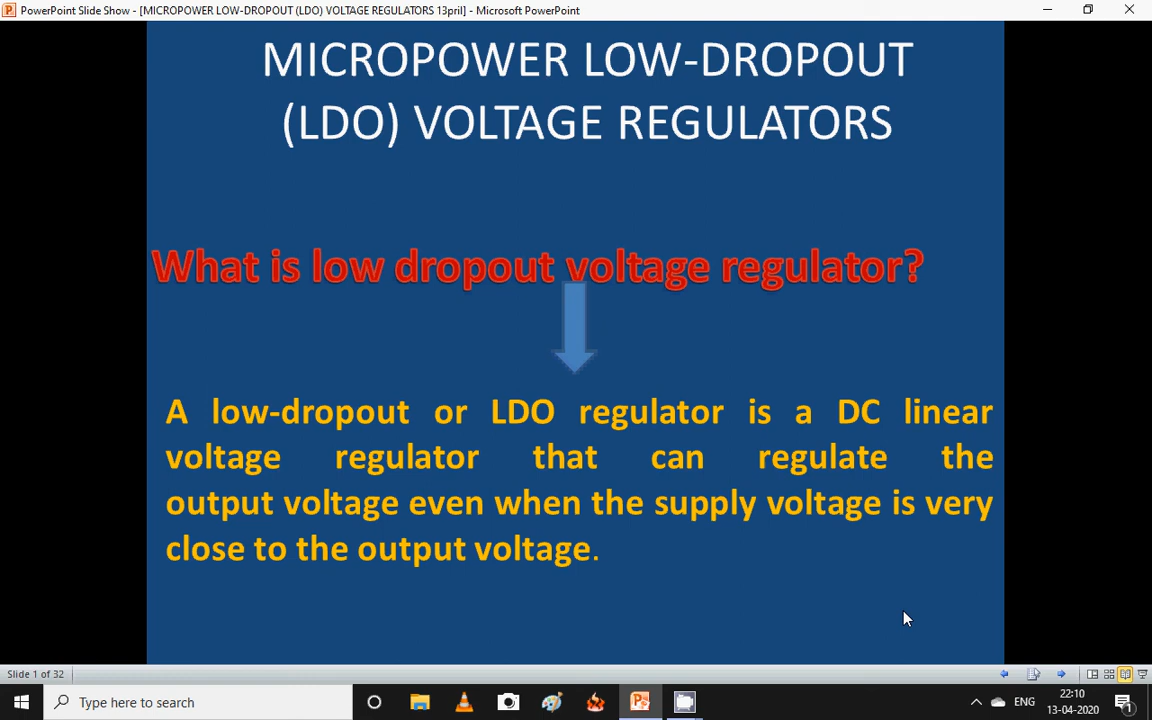 PowerPoint Slide Show - [MICROPOWER LOW-DROPOUT (LDO) VOLTAGE REGULATORS 13pril] - Microsoft PowerPoint
MICROPOWER LOW-DROPOUT
(LDO) VOLTAGE REGULATORS
What is low dropout voltage regulator?
A low-dropout or LDO regulator is a DC linear
voltage regulator that can regulate the
output voltage even when the supply voltage is very
close to the output voltage.
Slide 1 of 32
Type here to search
ENG
22:10
13-04-2020
1